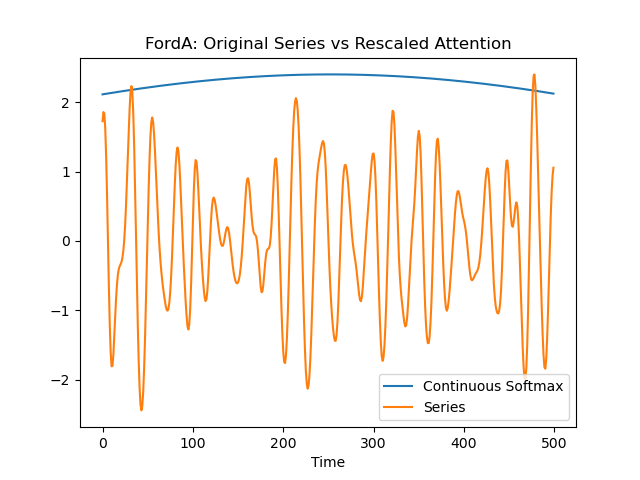 FordA: Original Series vs Rescaled Attention
2
1
0
−1
−2
0
100
200
300
400
500
Time
Continuous Softmax
Series